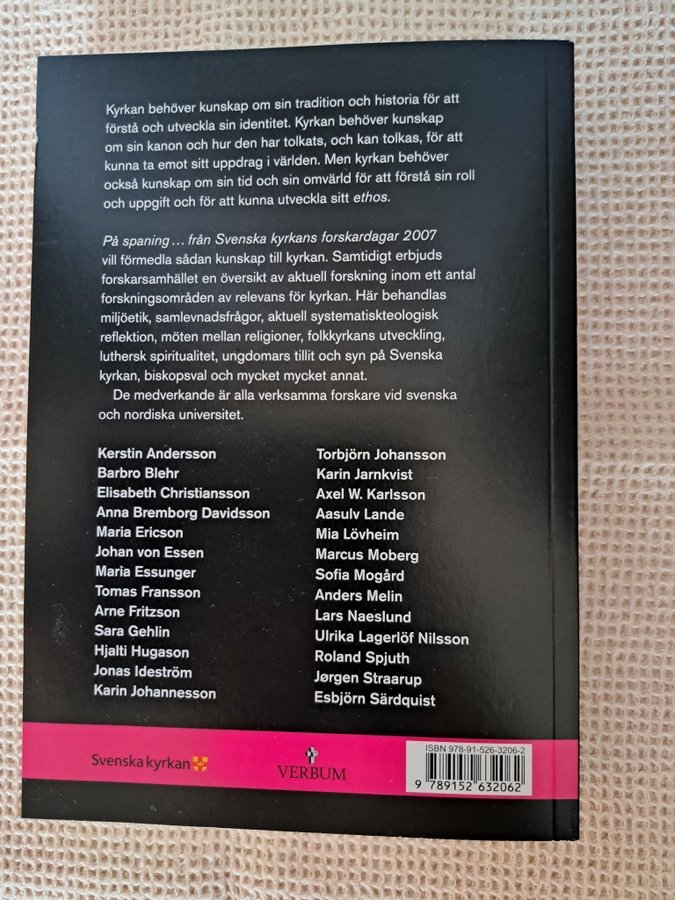 Kyrkan behöver kunskap om sin tradition och historia för att
förstå och utveckla sin identitet. Kyrkan behöver kunskap
om sin kanon och hur den har tolkats, och kan tolkas, för att
kunna ta emot sitt uppdrag i världen. Men kyrkan behöver
också kunskap om sin tid och sin omvärld för att förstå sin roll
och uppgift och för att kunna utveckla sitt ethos.
På spaning... från Svenska kyrkans forskardagar 2007
vill förmedla sådan kunskap till kyrkan. Samtidigt erbjuds
forskarsamhället en översikt av aktuell forskning inom ett antal
forskningsområden av relevans för kyrkan. Här behandlas
miljöetik, samlevnadsfrågor, aktuell systematiskteologisk
reflektion, möten mellan religioner, folkkyrkans utveckling,
luthersk spiritualitet, ungdomars tillit och syn på Svenska
kyrkan, biskopsval och mycket mycket annat.
De medverkande är alla verksamma forskare vid svenska
och nordiska universitet.
Kerstin Andersson
Barbro Blehr
Elisabeth Christiansson
Anna Bremborg Davidsson
Maria Ericson
Johan von Essen
Maria Essunger
Tomas Fransson
Arne Fritzson
Sara Gehlin
Hjalti Hugason
Jonas Ideström
Karin Johannesson
Torbjörn Johansson
Karin Jarnkvist
Axel W. Karlsson
Aasulv Lande
Mia Lövheim
Marcus Moberg
Sofia Mogård
Anders Melin
Lars Naeslund
Ulrika Lagerlöf Nilsson
Roland Spjuth
Jørgen Straarup
Esbjörn Särdquist
Svenska kyrkan
VERBUM
ISBN 978-91-526-3206-2
9 789152 632062